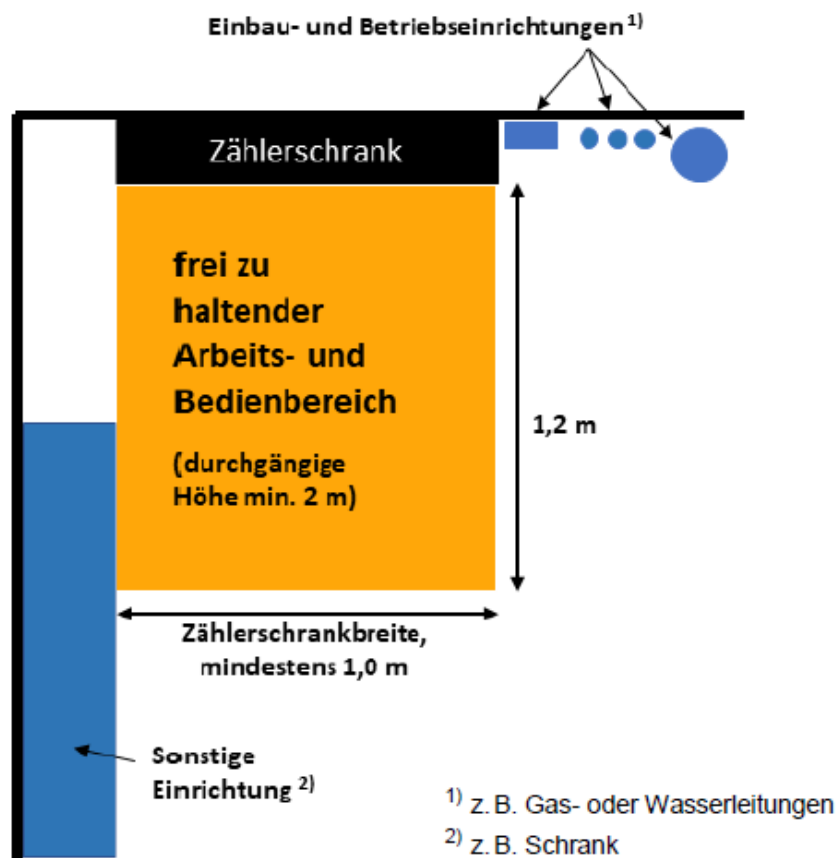 Einbau- und Betriebseinrichtungen 1)
Zählerschrank
frei zu
haltender
Arbeits- und
Bedienbereich
(durchgängige
Höhe min. 2 m)
1,2 m
Zählerschrankbreite,
mindestens 1,0 m
Sonstige
Einrichtung 2)
1) z. B. Gas- oder Wasserleitungen
2) z. B. Schrank